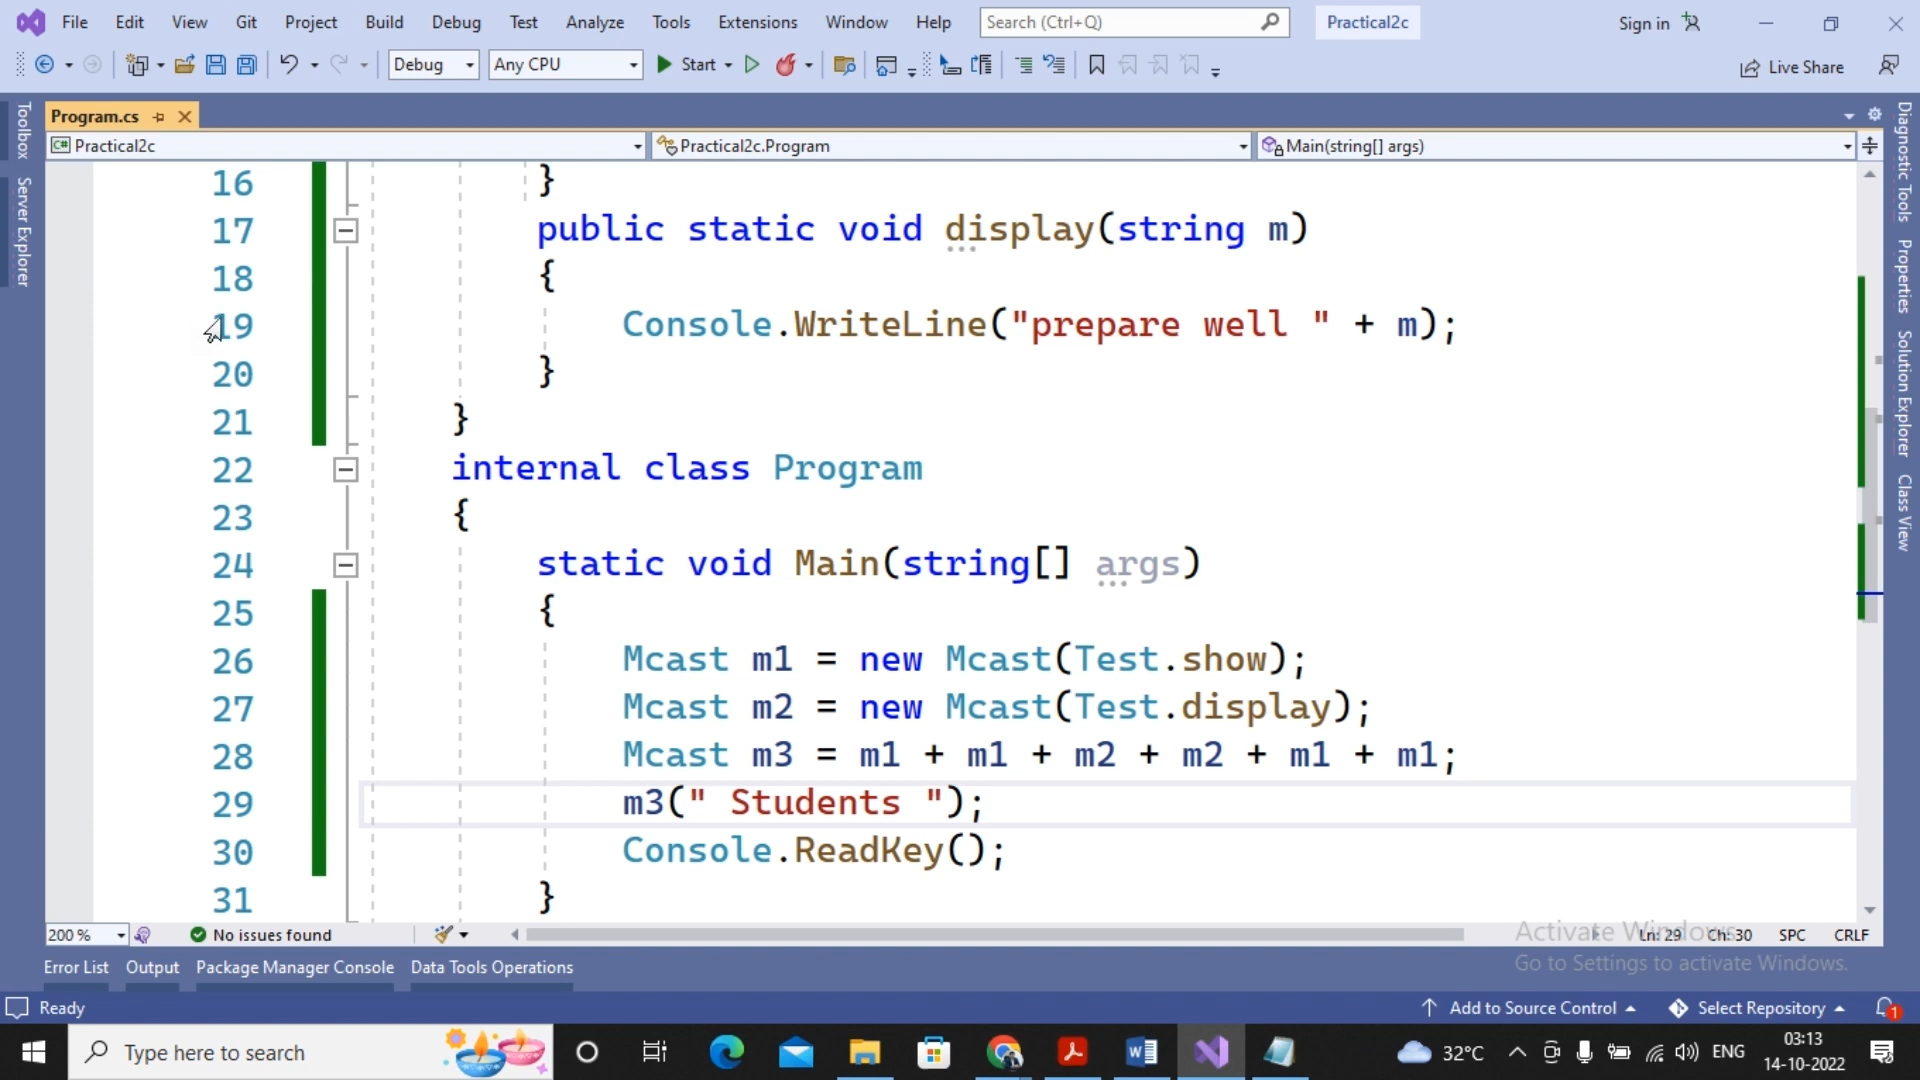 File Edit View Git Project Build Debug Test Analyze Tools Extensions Window Help Search (Ctrl+Q) Practical2c Sign in
Debug Any CPU Start Live Share
Program.cs
Practical2c Practical2c.Program Main(string[] args)
Toolbox
Server Explorer
16 }
17 public static void display(string m)
18 {
19 Console.WriteLine("prepare well " + m);
20 }
21 }
22 internal class Program
23 {
24 static void Main(string[] args)
25 {
26 Mcast m1 = new Mcast(Test.show);
27 Mcast m2 = new Mcast(Test.display);
28 Mcast m3 = m1 + m1 + m2 + m2 + m1 + m1;
29 m3(" Students ");
30 Console.ReadKey();
31 }
Diagnostic Tools
Properties
Solution Explorer
Class View
200 % No issues found Ln: 29 Ch: 30 SPC CRLF
Activate Windows
Go to Settings to activate Windows.
Error List Output Package Manager Console Data Tools Operations
Ready Add to Source Control Select Repository 1
Type here to search 32°C ENG 03:13
14-10-2022